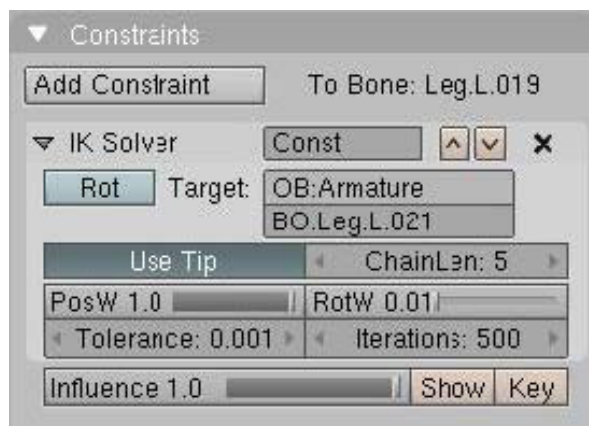 Constraints
Add Constraint To Bone: Leg.L.019
IK Solver Const
Rot Target: OB:Armature
BO.Leg.L.021
Use Tip ChainLen: 5
PosW 1.0 RotW 0.01
Tolerance: 0.001 Iterations: 500
Influence 1.0 Show Key